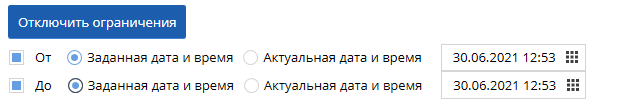 Отключить ограничения
От Заданная дата и время Актуальная дата и время 30.06.2021 12:53
До Заданная дата и время Актуальная дата и время 30.06.2021 12:53